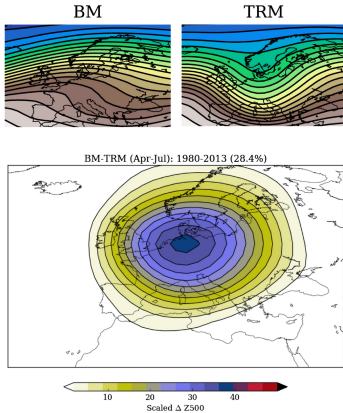 BM TRM
BM-TRM (Apr-Jul): 1980-2013 (28.4%)
10 20 30 40
Scaled Δ Z500